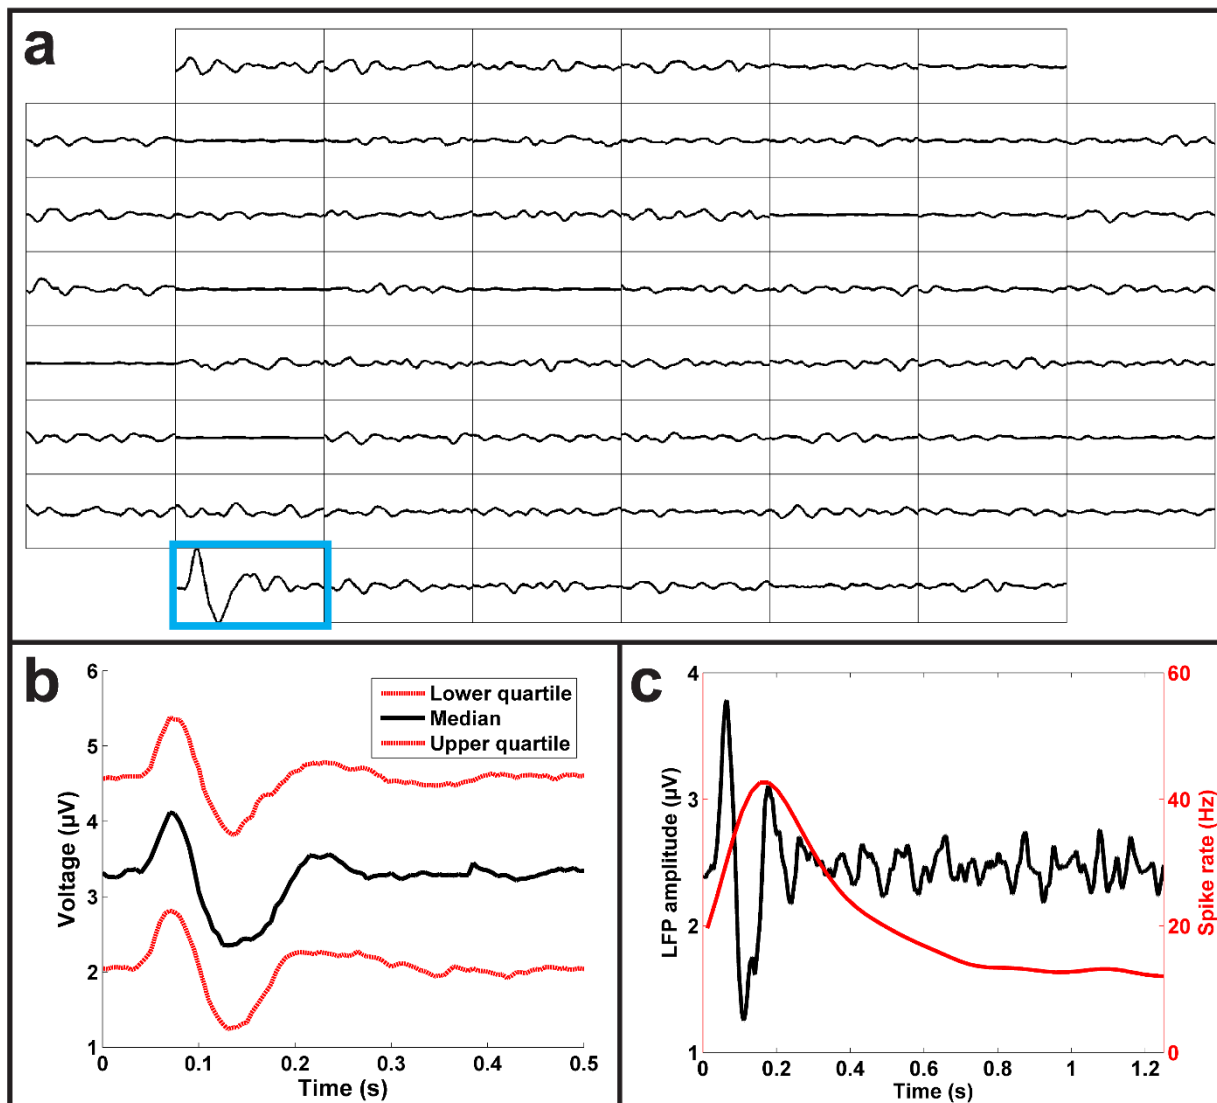 a
b
6
5
4
3
2
1
Voltage (µV)
Lower quartile
Median
Upper quartile
0
0.1
0.2
0.3
0.4
0.5
Time (s)
c
4
3
2
1
LFP amplitude (µV)
60
40
20
0
Spike rate (Hz)
0
0.2
0.4
0.6
0.8
1
1.2
Time (s)